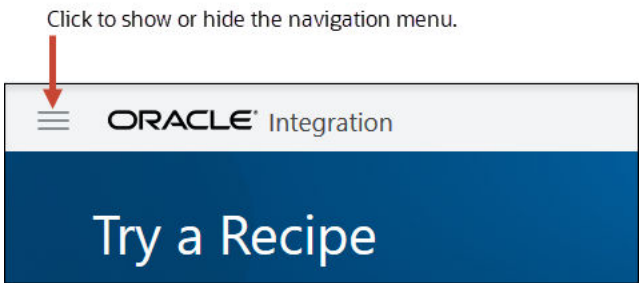 Click to show or hide the navigation menu.
ORACLE® Integration
Try a Recipe